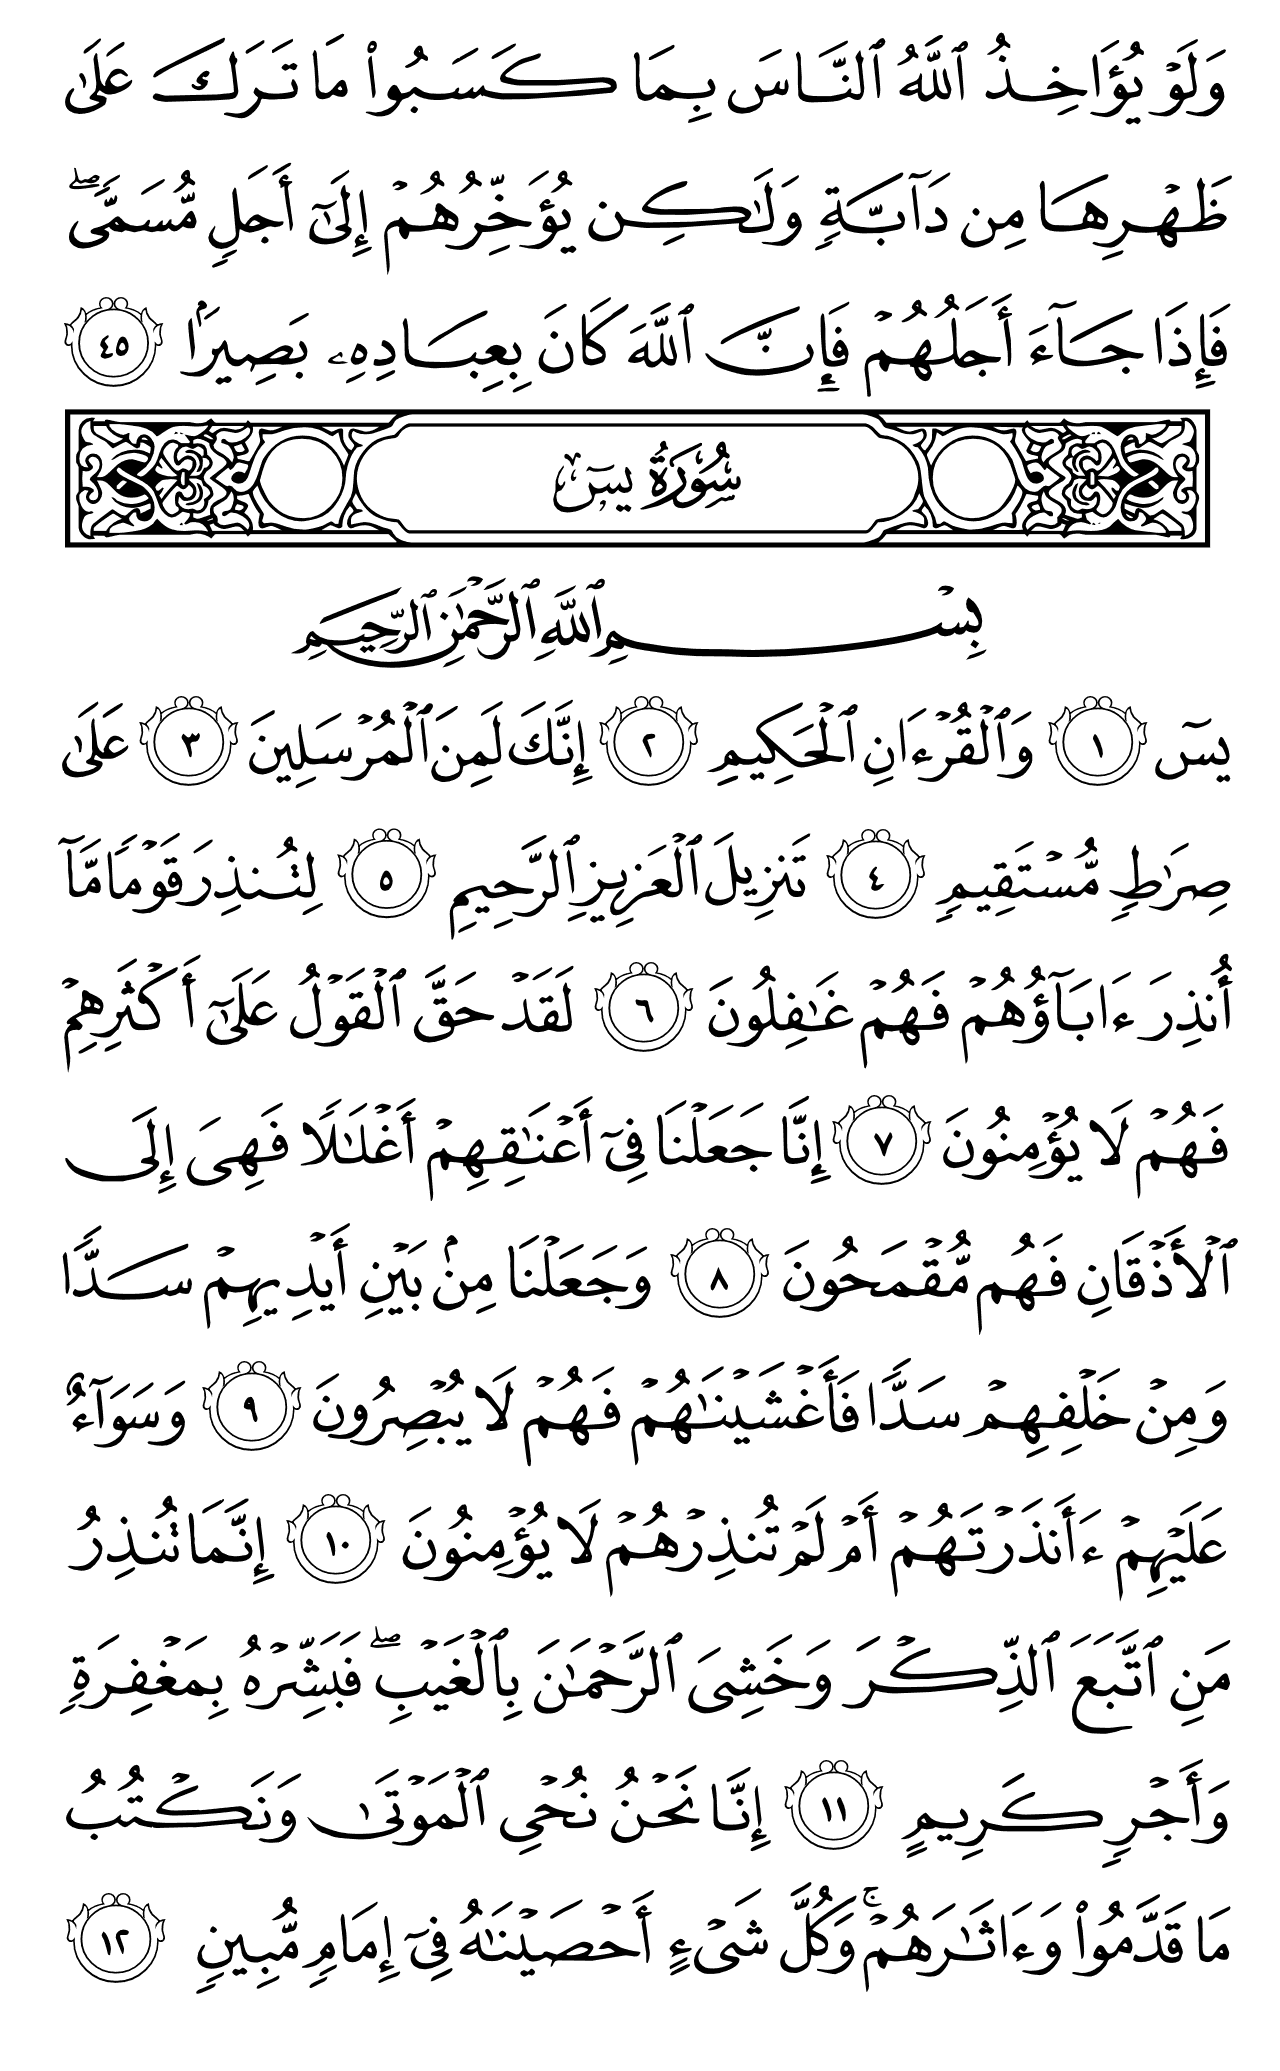 وَلَوْ يُؤَاخِذُ ٱللَّهُ ٱلنَّاسَ بِمَا كَسَبُوا۟ مَا تَرَكَ عَلَىٰ
ظَهْرِهَا مِن دَآبَّةٍ وَلَٰكِن يُؤَخِّرُهُمْ إِلَىٰٓ أَجَلٍ مُّسَمًّى ۖ
فَإِذَا جَآءَ أَجَلُهُمْ فَإِنَّ ٱللَّهَ كَانَ بِعِبَادِهِۦ بَصِيرًۢا ٤٥
سُورَةُ يسٓ
بِسْمِ ٱللَّهِ ٱلرَّحْمَٰنِ ٱلرَّحِيمِ
يسٓ ١ وَٱلْقُرْءَانِ ٱلْحَكِيمِ ٢ إِنَّكَ لَمِنَ ٱلْمُرْسَلِينَ ٣ عَلَىٰ
صِرَٰطٍ مُّسْتَقِيمٍ ٤ تَنزِيلَ ٱلْعَزِيزِ ٱلرَّحِيمِ ٥ لِتُنذِرَ قَوْمًا مَّآ
أُنذِرَ ءَابَآؤُهُمْ فَهُمْ غَٰفِلُونَ ٦ لَقَدْ حَقَّ ٱلْقَوْلُ عَلَىٰٓ أَكْثَرِهِمْ
فَهُمْ لَا يُؤْمِنُونَ ٧ إِنَّا جَعَلْنَا فِىٓ أَعْنَٰقِهِمْ أَغْلَٰلًا فَهِىَ إِلَى
ٱلْأَذْقَانِ فَهُم مُّقْمَحُونَ ٨ وَجَعَلْنَا مِنۢ بَيْنِ أَيْدِيهِمْ سَدًّا
وَمِنْ خَلْفِهِمْ سَدًّا فَأَغْشَيْنَٰهُمْ فَهُمْ لَا يُبْصِرُونَ ٩ وَسَوَآءٌ
عَلَيْهِمْ ءَأَنذَرْتَهُمْ أَمْ لَمْ تُنذِرْهُمْ لَا يُؤْمِنُونَ ١٠ إِنَّمَا تُنذِرُ
مَنِ ٱتَّبَعَ ٱلذِّكْرَ وَخَشِىَ ٱلرَّحْمَٰنَ بِٱلْغَيْبِ ۖ فَبَشِّرْهُ بِمَغْفِرَةٍ
وَأَجْرٍ كَرِيمٍ ١١ إِنَّا نَحْنُ نُحْىِ ٱلْمَوْتَىٰ وَنَكْتُبُ
مَا قَدَّمُوا۟ وَءَاثَٰرَهُمْ ۚ وَكُلَّ شَىْءٍ أَحْصَيْنَٰهُ فِىٓ إِمَامٍ مُّبِينٍ ١٢